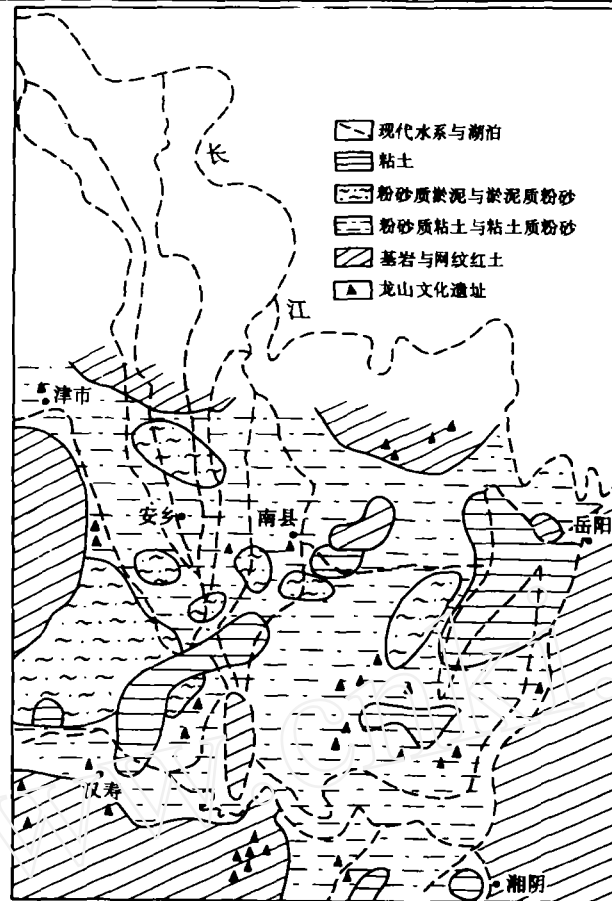 长
江
现代水系与湖泊
粘土
粉砂质淤泥与淤泥质粉砂
粉砂质粘土与粘土质粉砂
基岩与网纹红土
龙山文化遗址
津市
安乡
南县
岳阳
汉寿
湘阴
www.cnki.